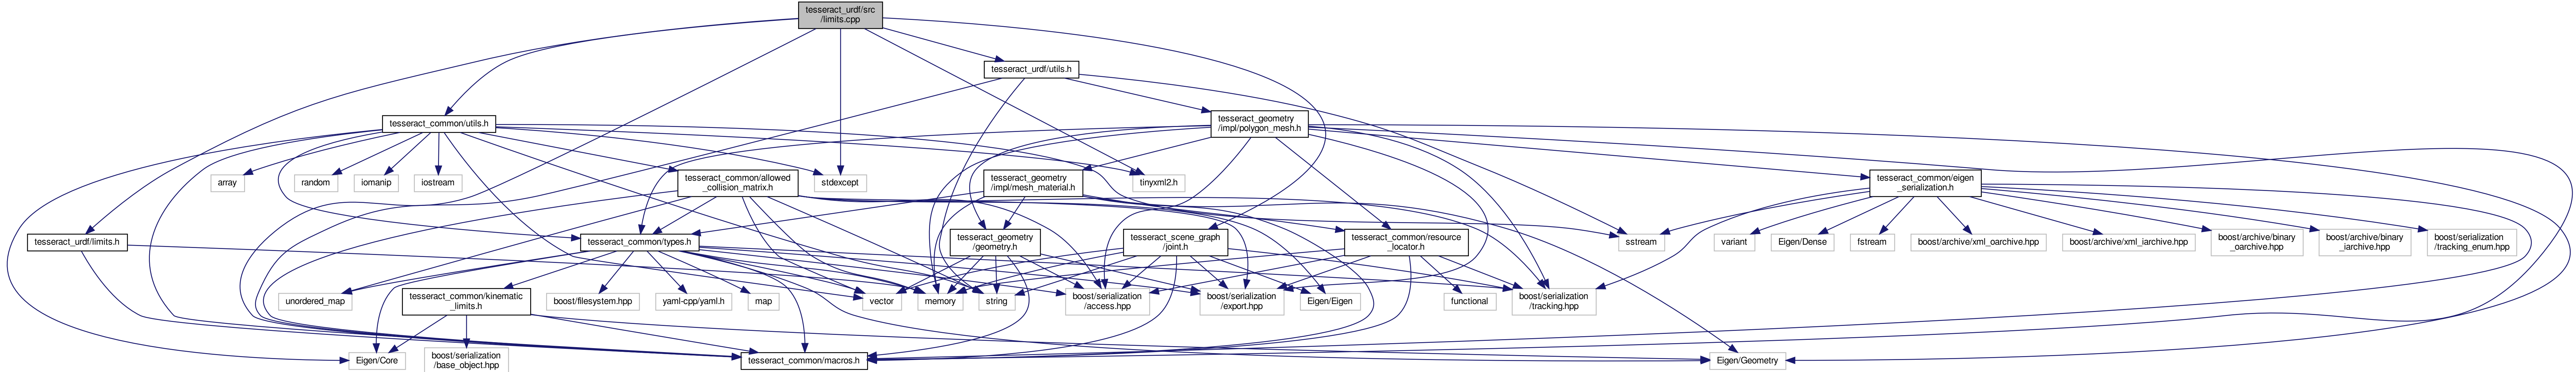 tesseract_urdf/src
/limits.cpp
tesseract_urdf/utils.h
tesseract_common/utils.h
tesseract_geometry
/impl/polygon_mesh.h
array
random
iomanip
iostream
tesseract_common/allowed
_collision_matrix.h
stdexcept
tesseract_geometry
/impl/mesh_material.h
tinyxml2.h
tesseract_common/eigen
_serialization.h
tesseract_urdf/limits.h
tesseract_common/types.h
tesseract_geometry
/geometry.h
tesseract_scene_graph
/joint.h
tesseract_common/resource
_locator.h
sstream
variant
Eigen/Dense
fstream
boost/archive/xml_oarchive.hpp
boost/archive/xml_iarchive.hpp
boost/archive/binary
_oarchive.hpp
boost/archive/binary
_iarchive.hpp
boost/serialization
/tracking_enum.hpp
unordered_map
tesseract_common/kinematic
_limits.h
boost/filesystem.hpp
yaml-cpp/yaml.h
map
vector
memory
string
boost/serialization
/access.hpp
boost/serialization
/export.hpp
Eigen/Eigen
functional
boost/serialization
/tracking.hpp
Eigen/Core
boost/serialization
/base_object.hpp
tesseract_common/macros.h
Eigen/Geometry